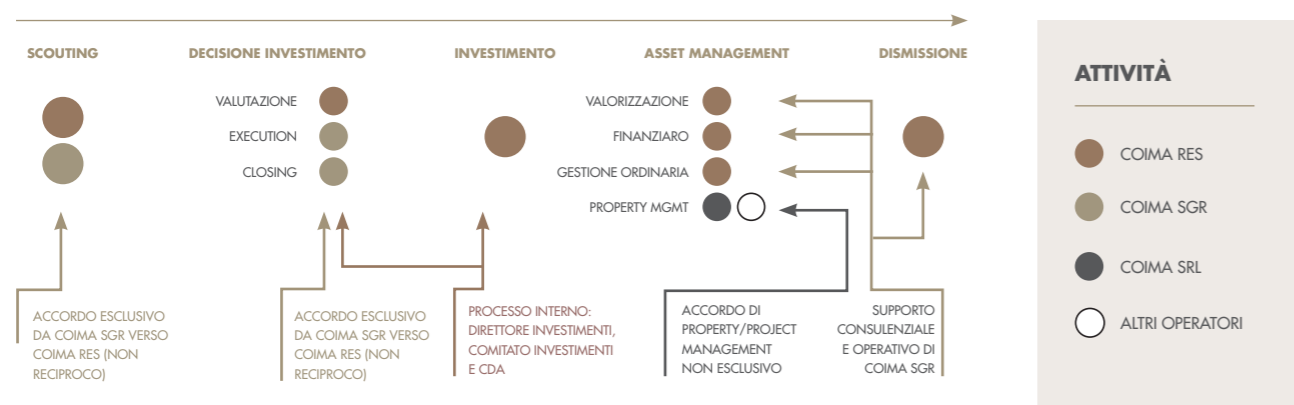 SCOUTING
DECISIONE INVESTIMENTO
INVESTIMENTO
ASSET MANAGEMENT
DISMISSIONE
VALUTAZIONE
EXECUTION
CLOSING
VALORIZZAZIONE
FINANZIARO
GESTIONE ORDINARIA
PROPERTY MGMT
ACCORDO ESCLUSIVO
DA COIMA SGR VERSO
COIMA RES (NON
RECIPROCO)
ACCORDO ESCLUSIVO
DA COIMA SGR VERSO
COIMA RES (NON
RECIPROCO)
PROCESSO INTERNO:
DIRETTORE INVESTIMENTI,
COMITATO INVESTIMENTI
E CDA
ACCORDO DI
PROPERTY/PROJECT
MANAGEMENT
NON ESCLUSIVO
SUPPORTO
CONSULENZIALE
E OPERATIVO DI
COIMA SGR
ATTIVITÀ
COIMA RES
COIMA SGR
COIMA SRL
ALTRI OPERATORI